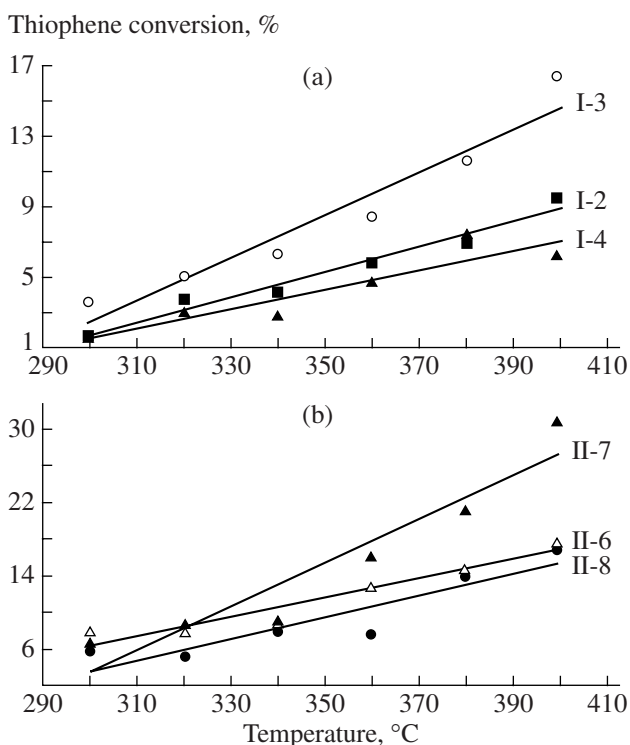 Thiophene conversion, %
17
(a)
I-3
13
I-2
9
I-4
5
1
290 310 330 350 370 390 410
(b)
30
II-7
22
II-6
14
II-8
6
290 310 330 350 370 390 410
Temperature, °C